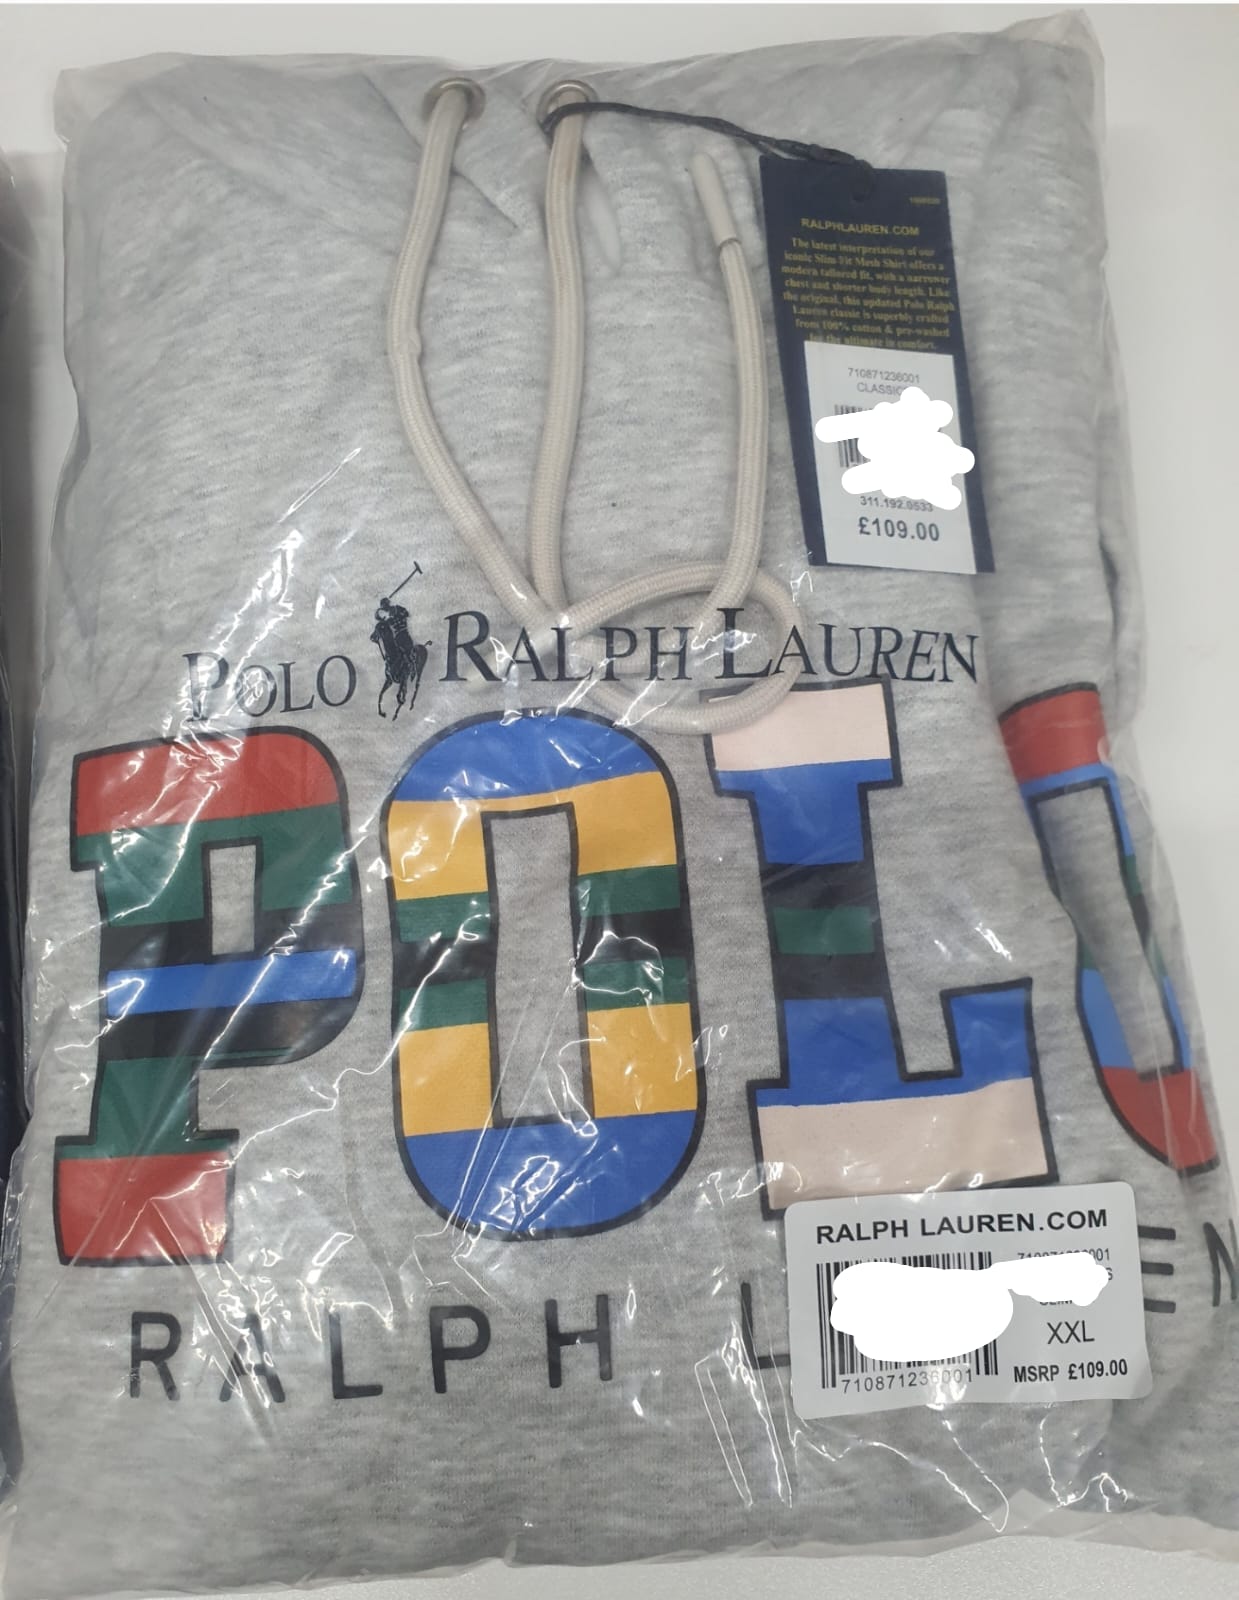 RALPHLAUREN.COM
The latest interpretation of our
iconic Slim Fit Mesh Shirt offers a
modern tailored fit, with a narrower
chest and shorter body length. Like
the original, this updated Polo Ralph
Lauren classic is superbly crafted
from 100% cotton & pre-washed
for the ultimate in comfort.
710871236001
311.192.0533
£109.00
POLO RALPH LAUREN
POLO
RALPH L EN
RALPH LAUREN.COM
XXL
MSRP £109.00
710871236001